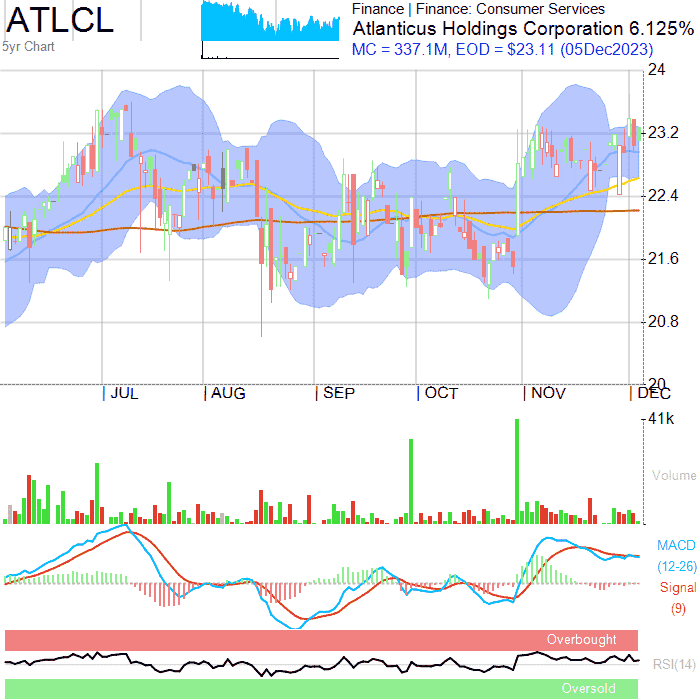 ATLCL
5yr Chart
Finance | Finance: Consumer Services
Atlanticus Holdings Corporation 6.125%
MC = 337.1M, EOD = $23.11 (05Dec2023)
24
23.2
22.4
21.6
20.8
20
| JUL | AUG | SEP | OCT | NOV | DEC
41k
Volume
MACD
(12-26)
Signal
(9)
Overbought
RSI(14)
Oversold